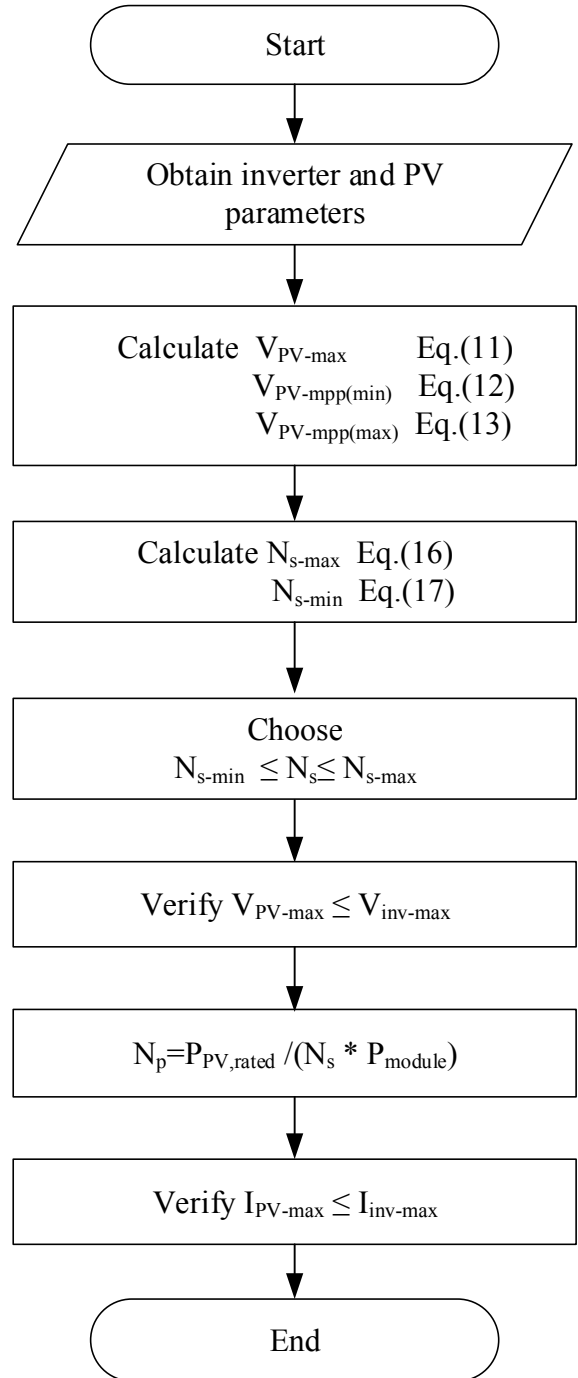 Start
Obtain inverter and PV
parameters
Calculate V_PV-max Eq.(11)
V_PV-mpp(min) Eq.(12)
V_PV-mpp(max) Eq.(13)
Calculate N_s-max Eq.(16)
N_s-min Eq.(17)
Choose
N_s-min ≤ N_s ≤ N_s-max
Verify V_PV-max ≤ V_inv-max
N_p=P_PV,rated /(N_s * P_module)
Verify I_PV-max ≤ I_inv-max
End